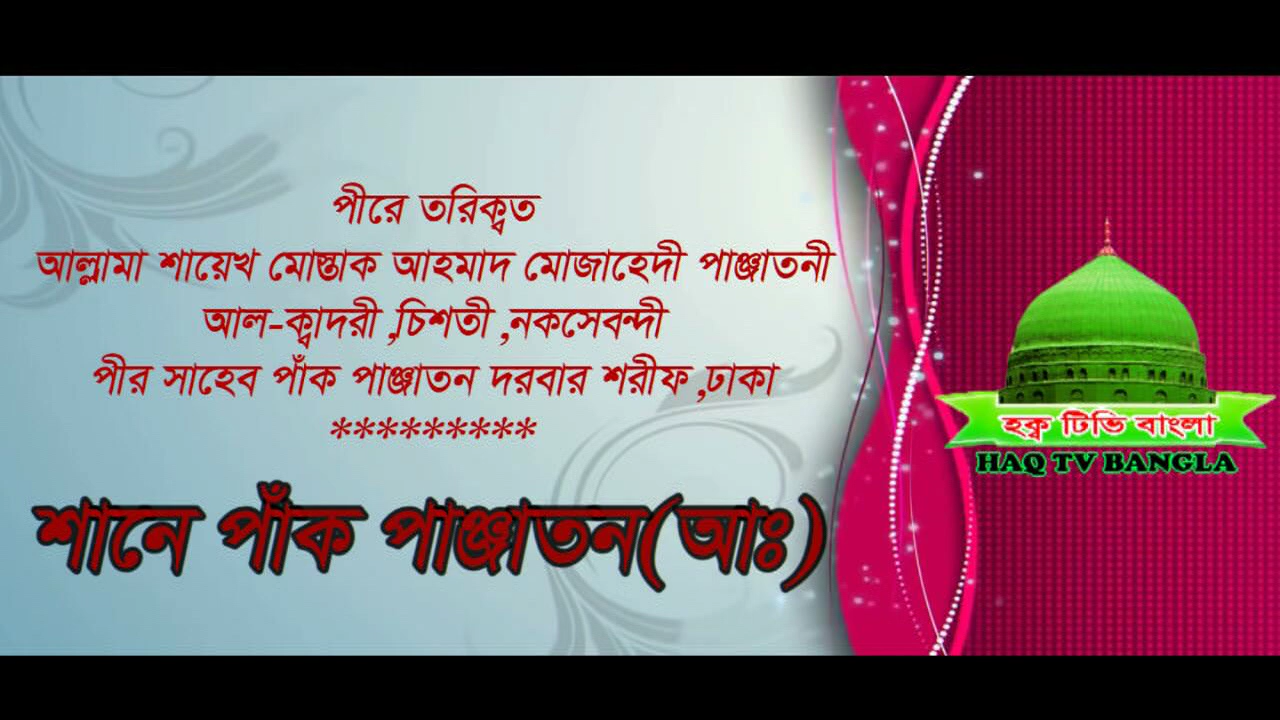 পীরে তরিক্বত
আল্লামা শায়েখ মোস্তাক আহমাদ মোজাহেদী পাঞ্জাতনী
আল-ক্বাদরী ,চিশতী ,নকসেবন্দী
পীর সাহেব পাঁক পাঞ্জাতন দরবার শরীফ ,ঢাকা
*********
শানে পাঁক পাঞ্জাতন(আঃ)
হক্ব টিভি বাংলা
HAQ TV BANGLA